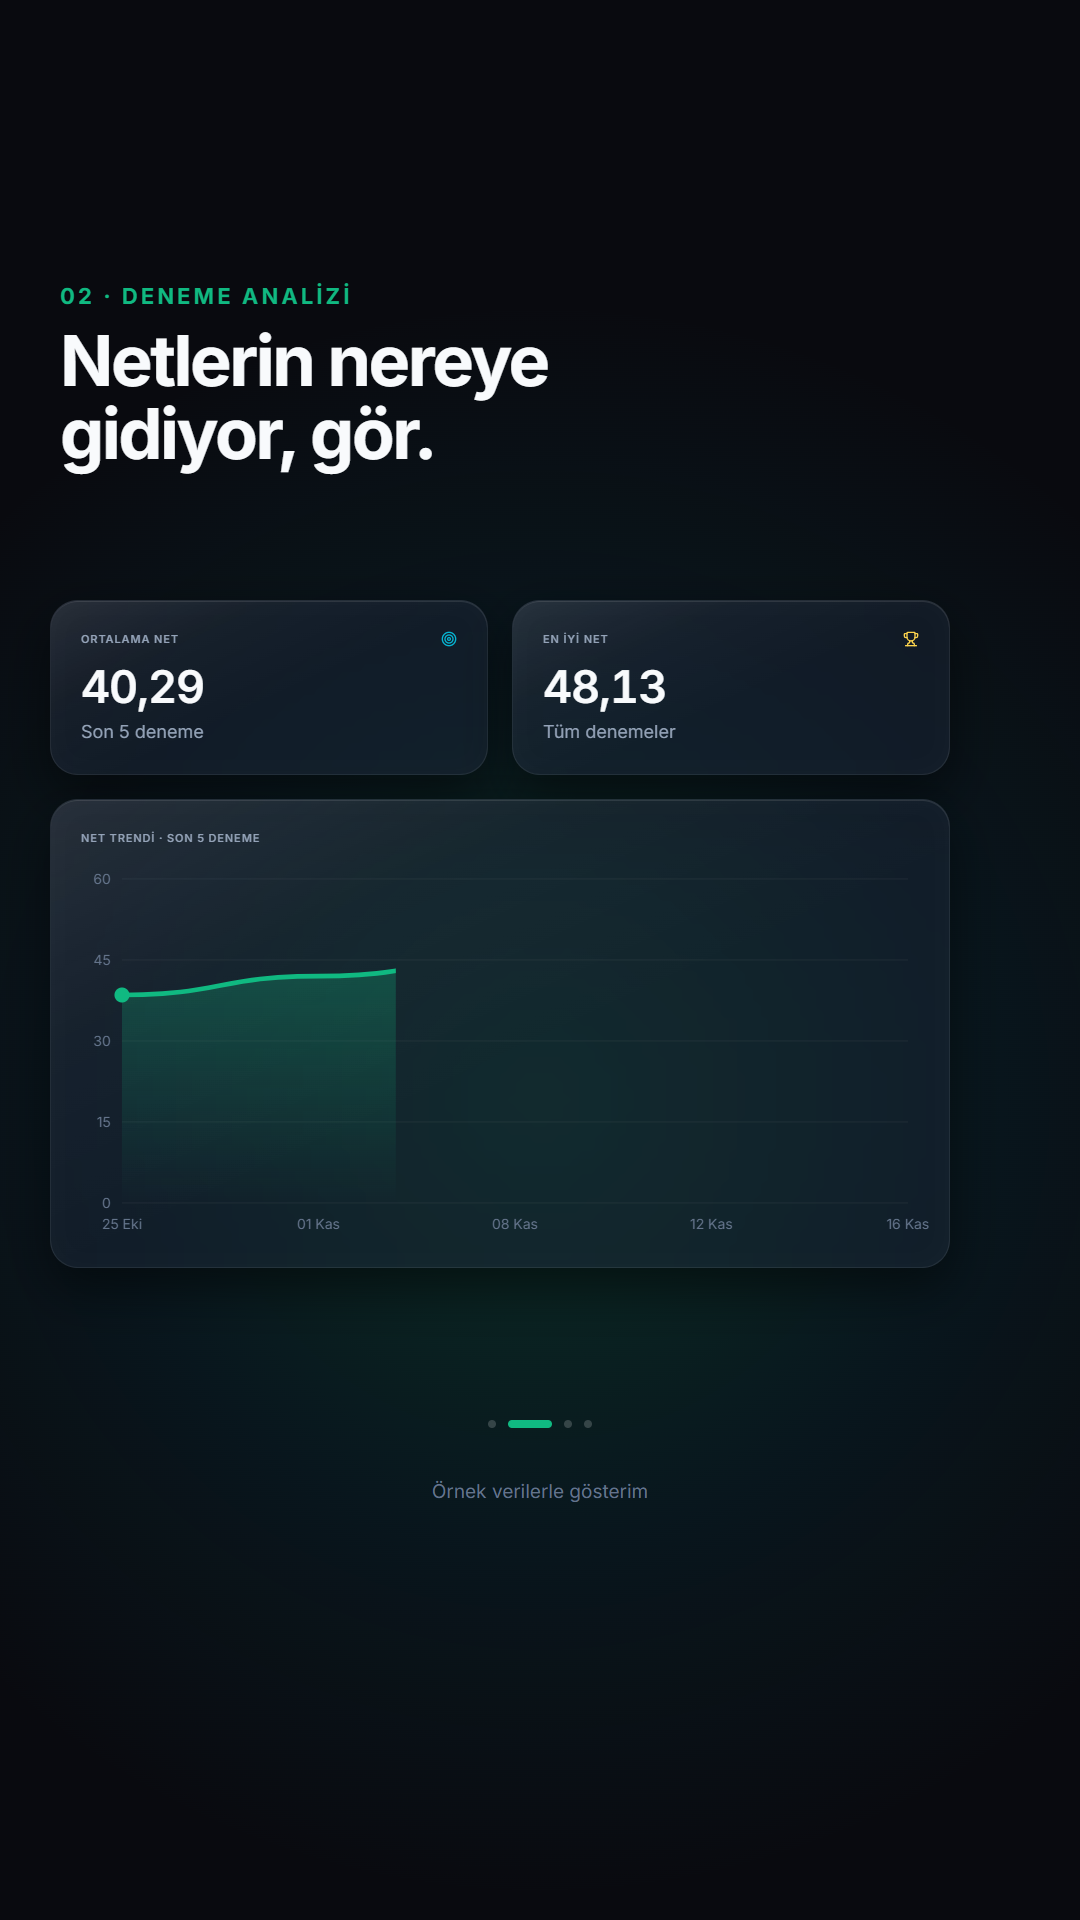 02 · DENEME ANALİZİ
Netlerin nereye
gidiyor, gör.
ORTALAMA NET
40,29
Son 5 deneme
EN İYİ NET
48,13
Tüm denemeler
NET TRENDİ · SON 5 DENEME
60
45
30
15
0
25 Eki
01 Kas
08 Kas
12 Kas
16 Kas
Örnek verilerle gösterim